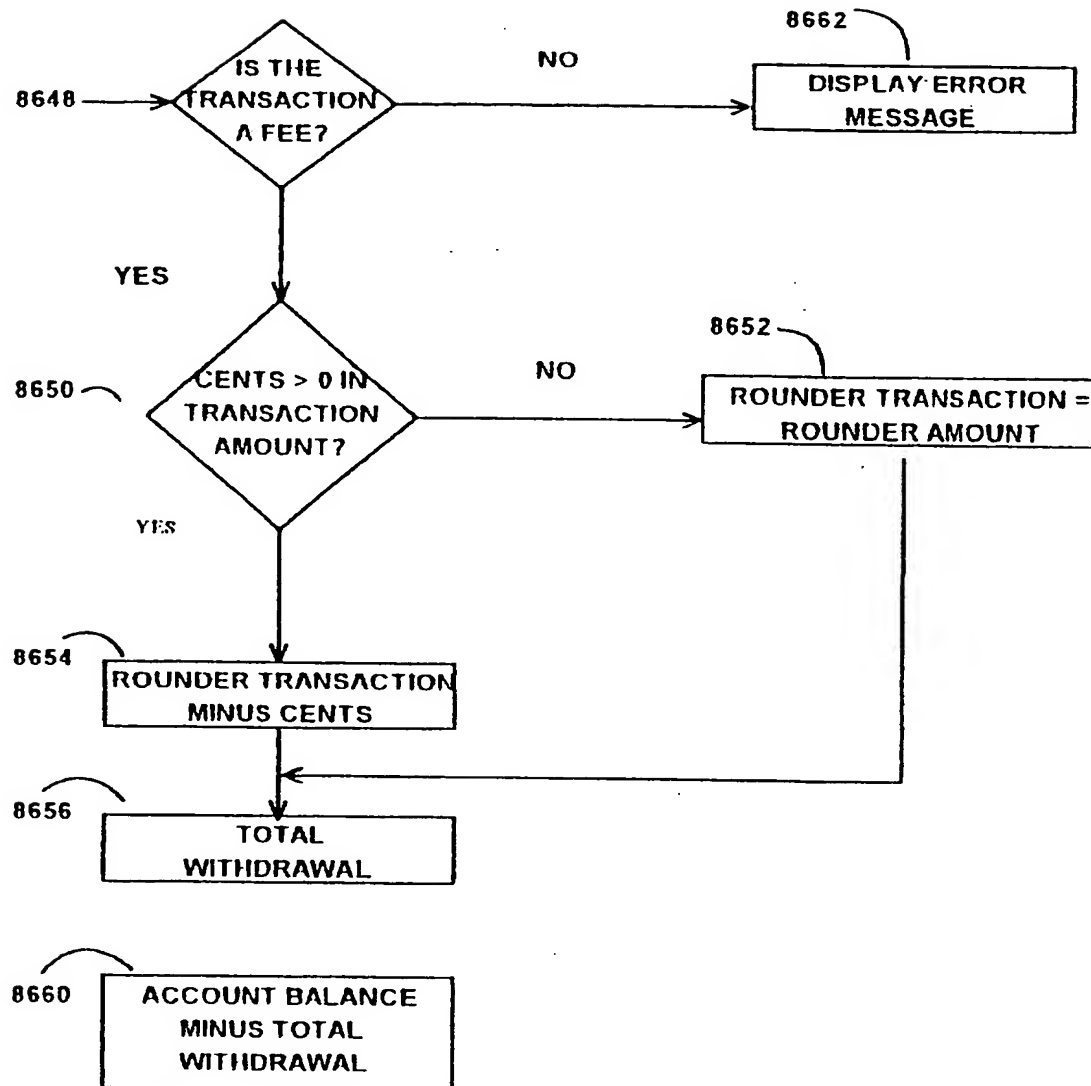 8662
IS THE
TRANSACTION
A FEE?
NO
8648
DISPLAY ERROR
MESSAGE
YES
8652
CENTS > 0 IN
TRANSACTION
AMOUNT?
NO
8650
ROUNDER TRANSACTION =
ROUNDER AMOUNT
YES
8654
ROUNDER TRANSACTION
MINUS CENTS
8656
TOTAL
WITHDRAWAL
8660
ACCOUNT BALANCE
MINUS TOTAL
WITHDRAWAL